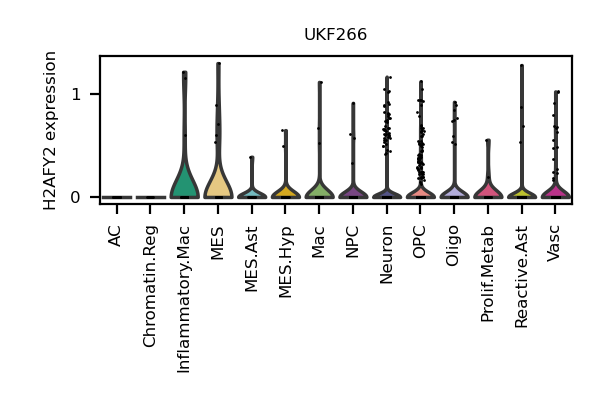 UKF266
H2AFY2 expression
1
0
AC
Chromatin.Reg
Inflammatory.Mac
MES
MES.Ast
MES.Hyp
Mac
NPC
Neuron
OPC
Oligo
Prolif.Metab
Reactive.Ast
Vasc